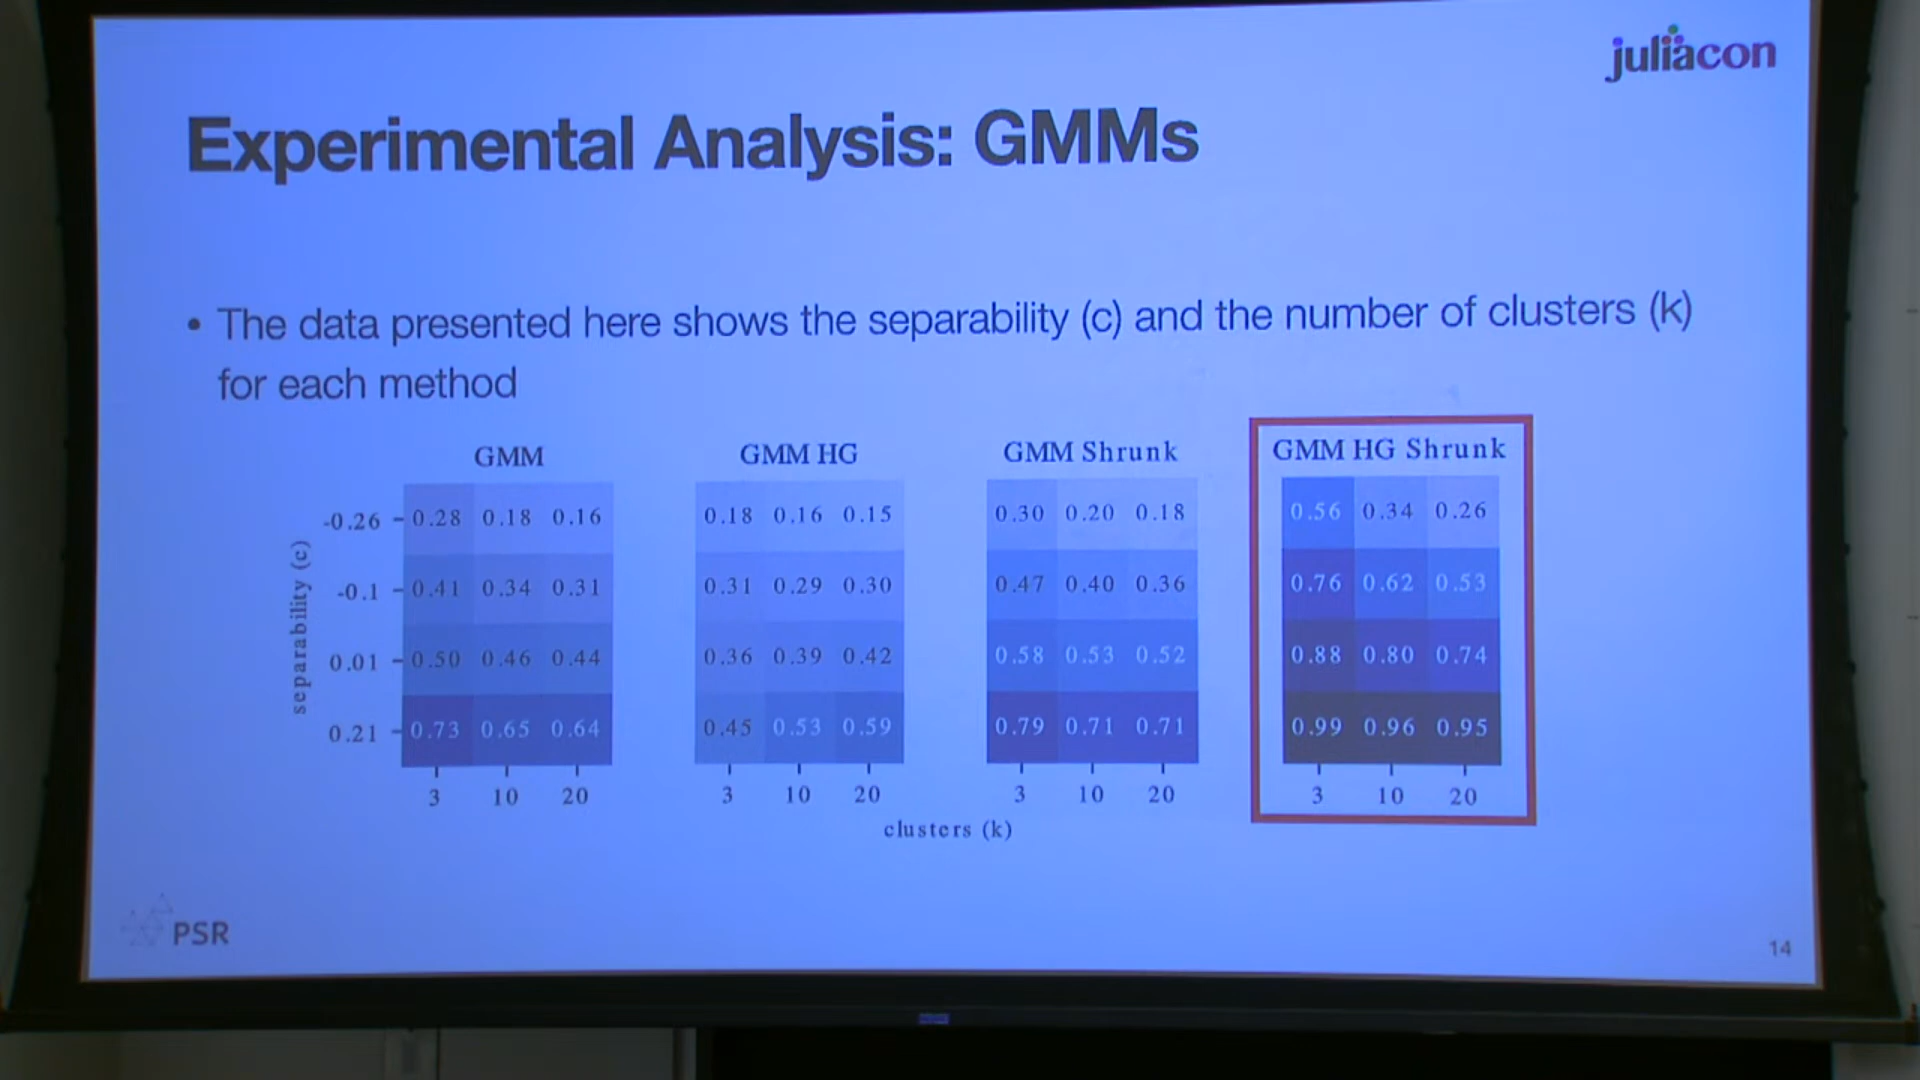 juliacon
Experimental Analysis: GMMs
• The data presented here shows the separability (c) and the number of clusters (k)
for each method
GMM
GMM HG
GMM Shrunk
GMM HG Shrunk
separability (c)
-0.26 0.28 0.18 0.16 0.18 0.16 0.15 0.30 0.20 0.18 0.56 0.34 0.26
-0.1 0.41 0.34 0.31 0.31 0.29 0.30 0.47 0.40 0.36 0.76 0.62 0.53
0.01 0.50 0.46 0.44 0.36 0.39 0.42 0.58 0.53 0.52 0.88 0.80 0.74
0.21 0.73 0.65 0.64 0.45 0.53 0.59 0.79 0.71 0.71 0.99 0.96 0.95
3 10 20 3 10 20 3 10 20 3 10 20
clusters (k)
PSR
14